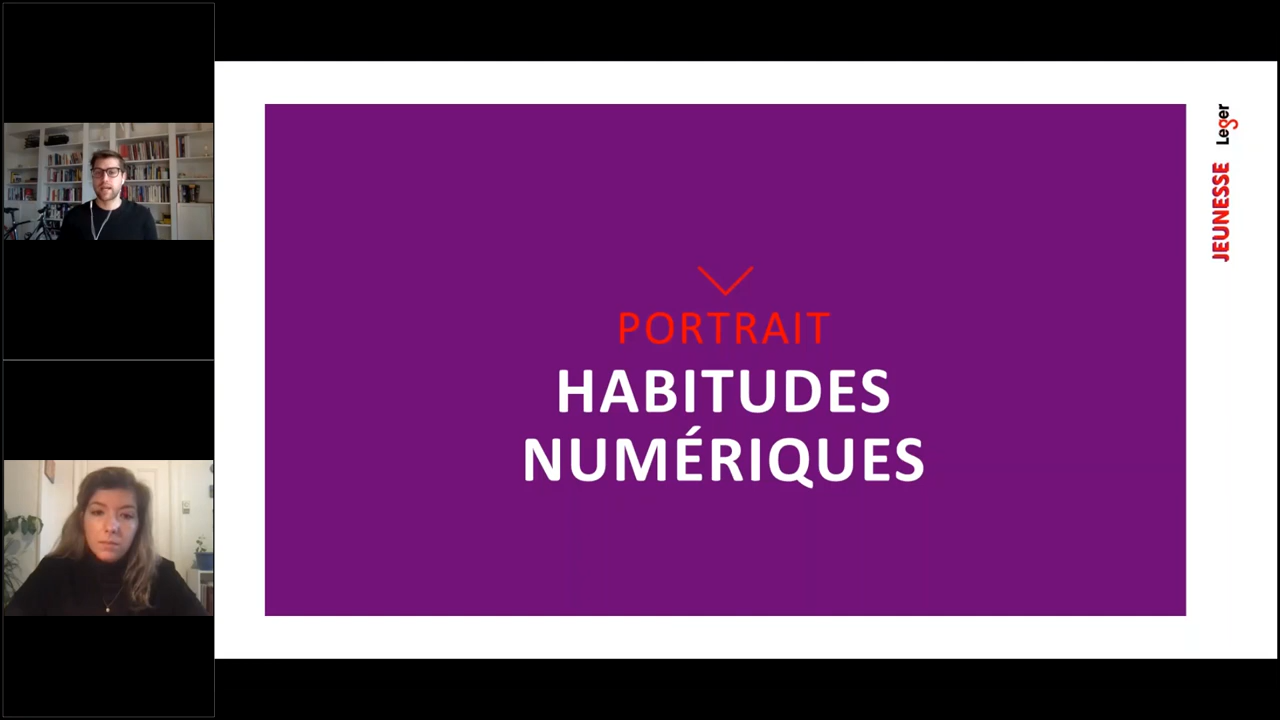 PORTRAIT
HABITUDES
NUMÉRIQUES
Leger
JEUNESSE